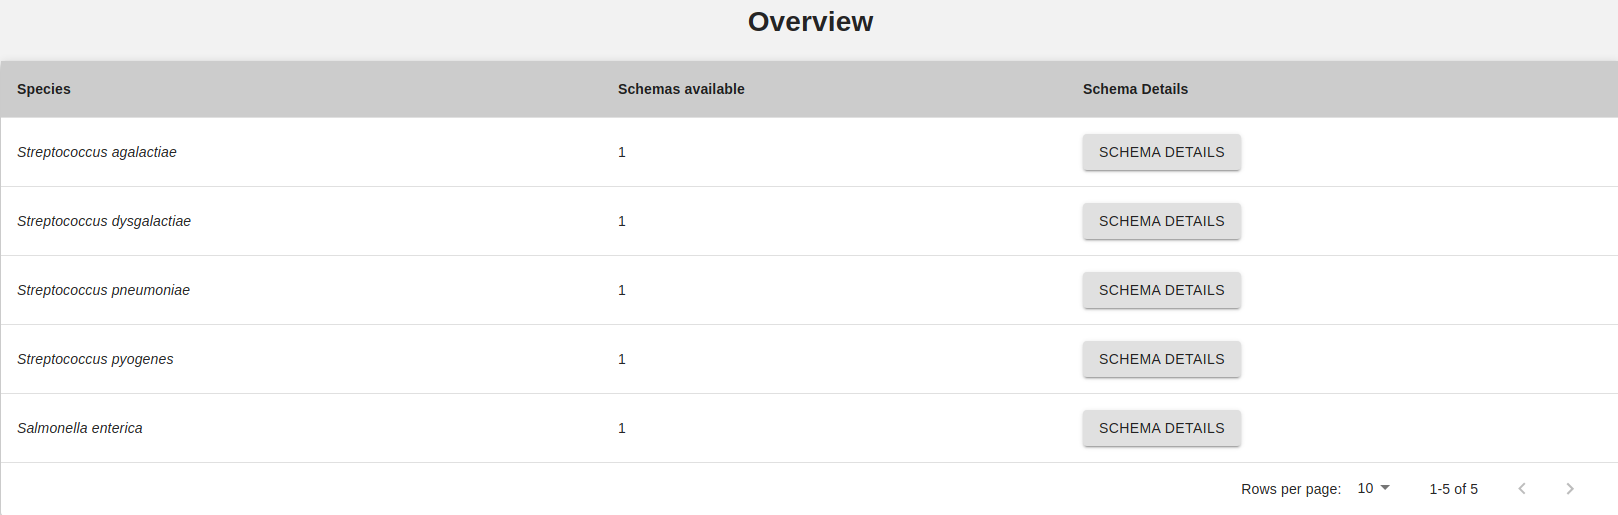 Overview
Species Schemas available Schema Details
Streptococcus agalactiae 1 SCHEMA DETAILS
Streptococcus dysgalactiae 1 SCHEMA DETAILS
Streptococcus pneumoniae 1 SCHEMA DETAILS
Streptococcus pyogenes 1 SCHEMA DETAILS
Salmonella enterica 1 SCHEMA DETAILS
Rows per page: 10 1-5 of 5